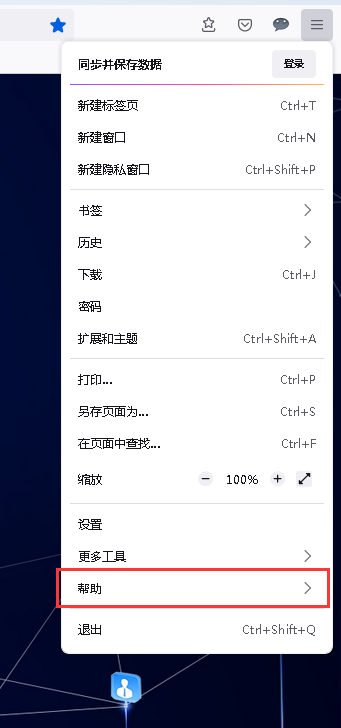 同步并保存数据 登录
新建标签页 Ctrl+T
新建窗口 Ctrl+N
新建隐私窗口 Ctrl+Shift+P
书签
历史
下载 Ctrl+J
密码
扩展和主题 Ctrl+Shift+A
打印... Ctrl+P
另存页面为... Ctrl+S
在页面中查找... Ctrl+F
缩放 − 100% +
设置
更多工具
帮助
退出 Ctrl+Shift+Q